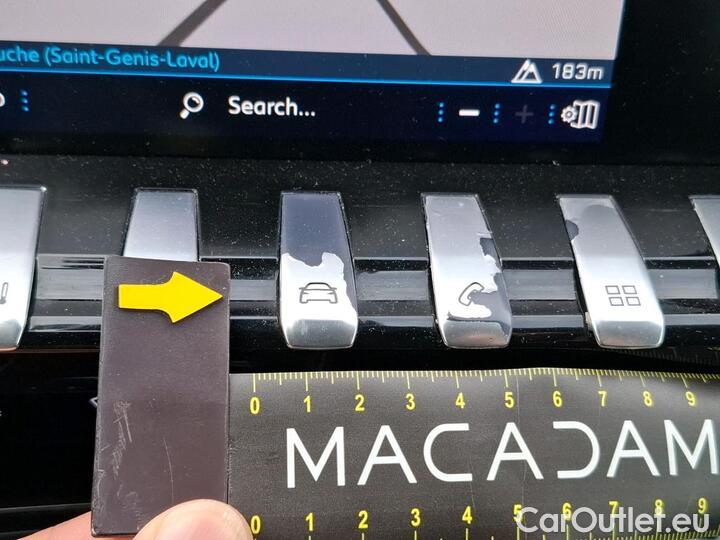 uche (Saint-Genis-Laval)
183m
Search...
0 1 2 3 4 5 6 7 8 9
MACADAM
0 1 2 3 4 5 6 7 8 9
CarOutlet.eu